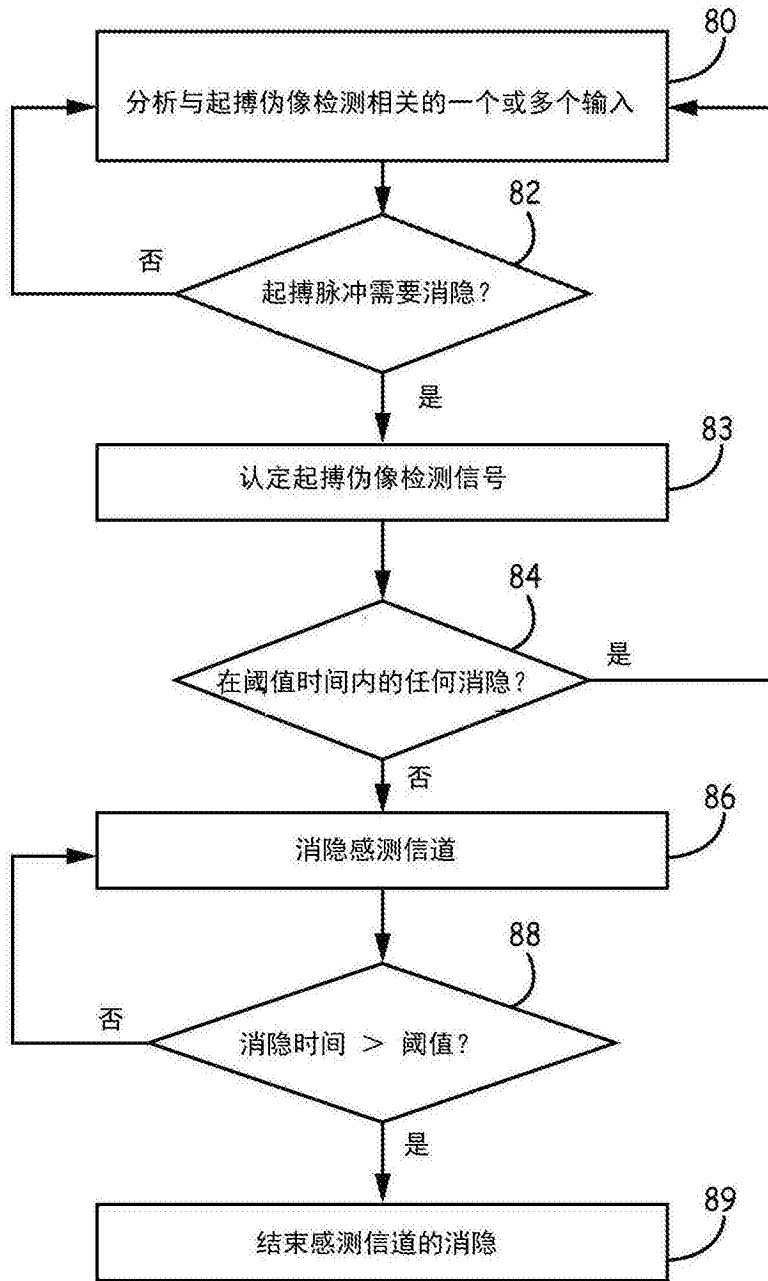 80
分析与起搏伪像检测相关的一个或多个输入
82
否
起搏脉冲需要消隐?
是
83
认定起搏伪像检测信号
84
是
在阈值时间内的任何消隐?
否
86
消隐感测信道
88
否
消隐时间 > 阈值?
是
89
结束感测信道的消隐